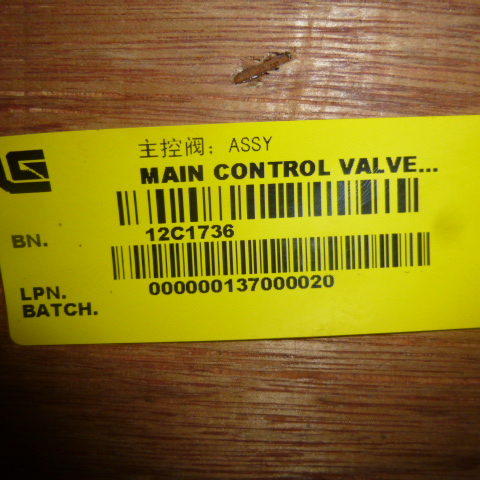 主控阀: ASSY
MAIN CONTROL VALVE...
BN. 12C1736
LPN. 000000137000020
BATCH.